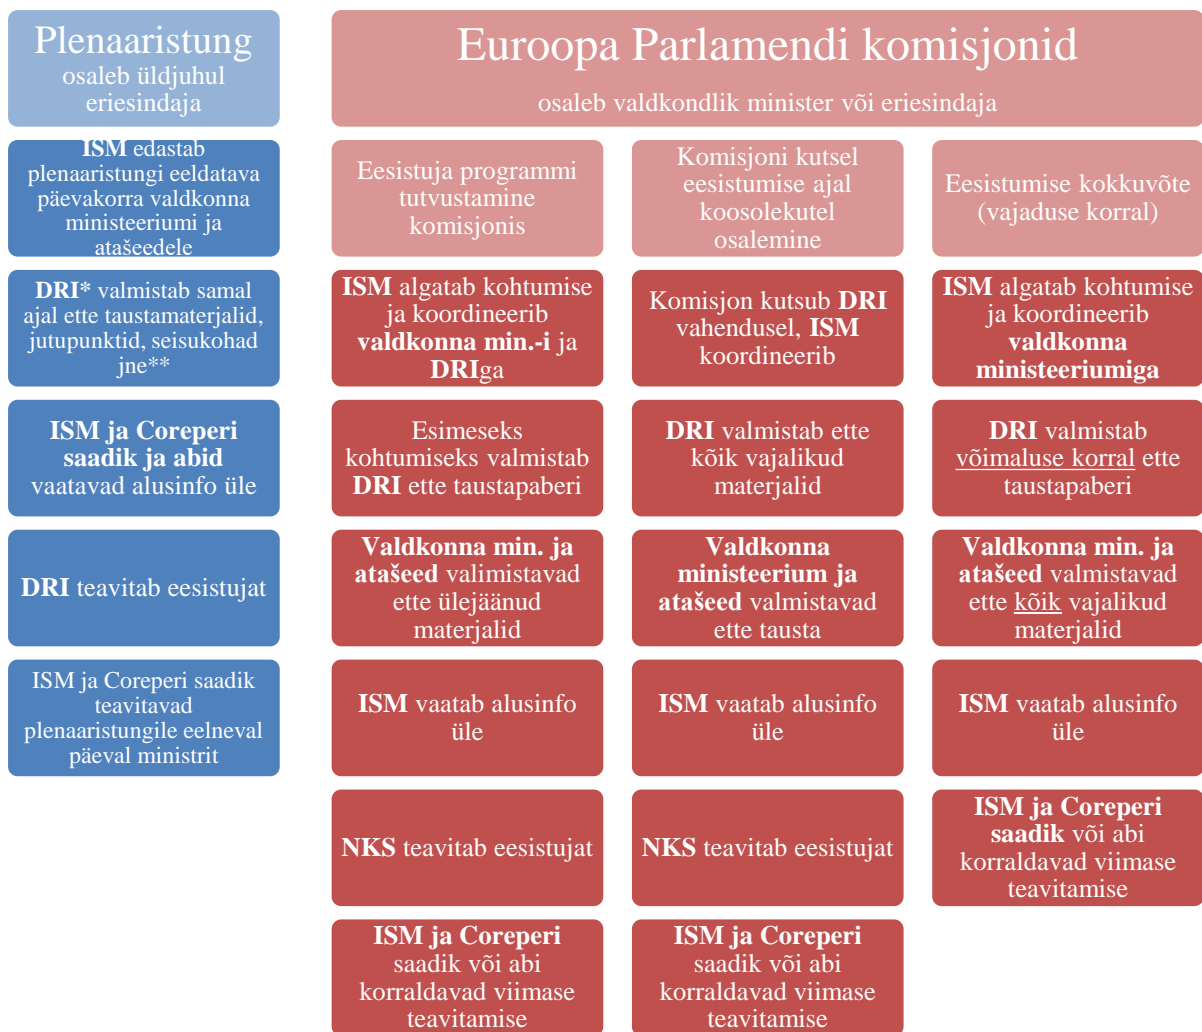 Plenaaristung
osaleb üldjuhul
eriesindaja
ISM edastab
plenaaristungi eeldatava
päevakorra valdkonna
ministeeriumi ja
atašeedele
DRI* valmistab samal
ajal ette taustamaterjalid,
jutupunktid, seisukohad
jne**
ISM ja Coreperi
saadik ja abid
vaatavad alusinfo üle
DRI teavitab eesistujat
ISM ja Coreperi saadik
teavitavad
plenaaristungile eelneval
päeval ministrit
Euroopa Parlamendi komisjonid
osaleb valdkondlik minister või eriesindaja
Eesistuja programmi
tutvustamine
komisjonis
ISM algatab kohtumise
ja koordineerib
valdkonna min.-i ja
DRIga
Esimeseks
kohtumiseks valmistab
DRI ette taustapaberi
Valdkonna min. ja
atašeed valimistavad
ette ülejäänud
materjalid
ISM vaatab alusinfo
üle
NKS teavitab eesistujat
ISM ja Coreperi
saadik või abi
korraldavad viimase
teavitamise
Komisjoni kutsel
eesistumise ajal
koosolekutel
osalemine
Komisjon kutsub DRI
vahendusel, ISM
koordineerib
DRI valmistab ette
kõik vajalikud
materjalid
Valdkonna
ministeerium ja
atašeed valmistavad
ette tausta
ISM vaatab alusinfo
üle
NKS teavitab eesistujat
ISM ja Coreperi
saadik või abi
korraldavad viimase
teavitamise
Eesistumise kokkuvõte
(vajaduse korral)
ISM algatab kohtumise
ja koordineerib
valdkonna
ministeeriumiga
DRI valmistab
võimaluse korral ette
taustapaberi
Valdkonna min. ja
atašeed valmistavad
ette kõik vajalikud
materjalid
ISM vaatab alusinfo
üle
ISM ja Coreperi
saadik või abi
korraldavad viimase
teavitamise